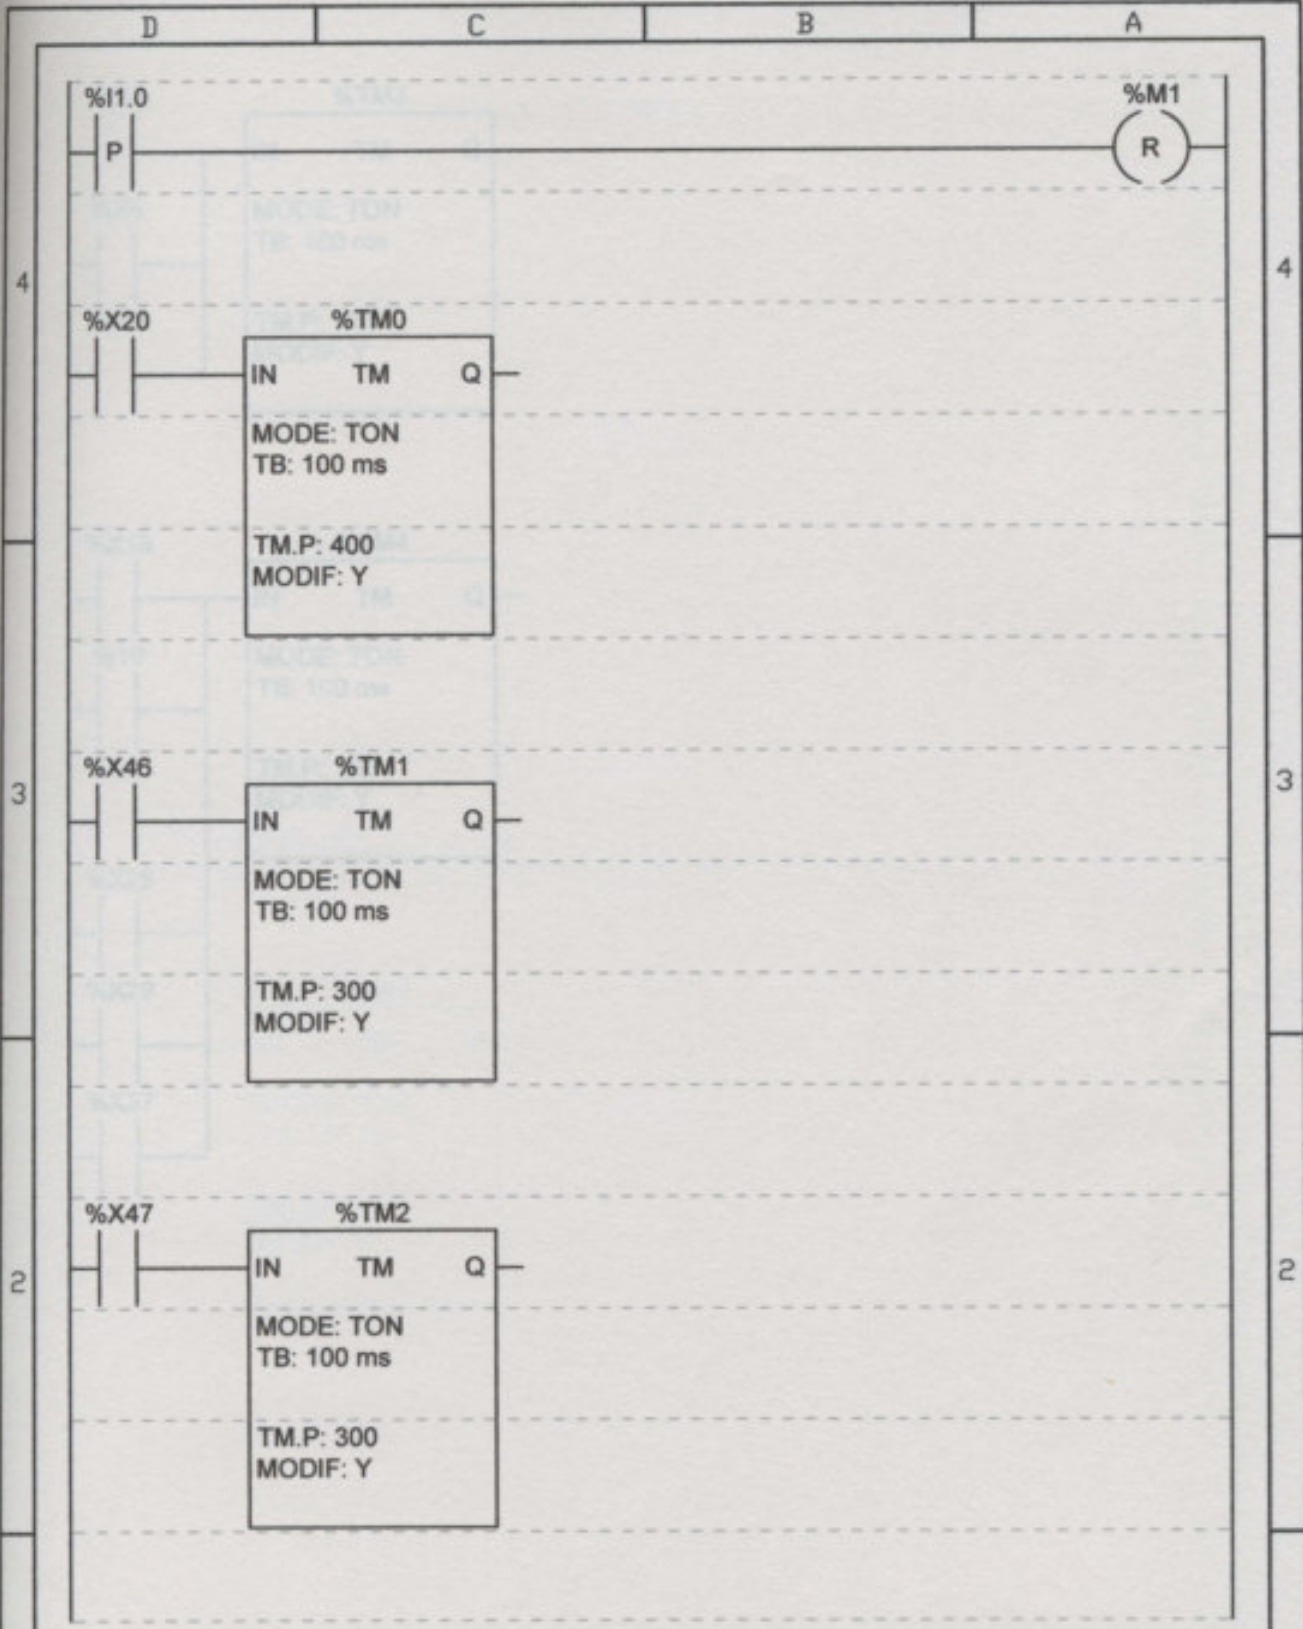 D C B A
%I1.0 %M1
P R
4 4
%X20 %TM0
IN TM Q
MODE: TON
TB: 100 ms
TM.P: 400
MODIF: Y
%X46 %TM1
3 3
IN TM Q
MODE: TON
TB: 100 ms
TM.P: 300
MODIF: Y
%X47 %TM2
IN TM Q
2 2
MODE: TON
TB: 100 ms
TM.P: 300
MODIF: Y